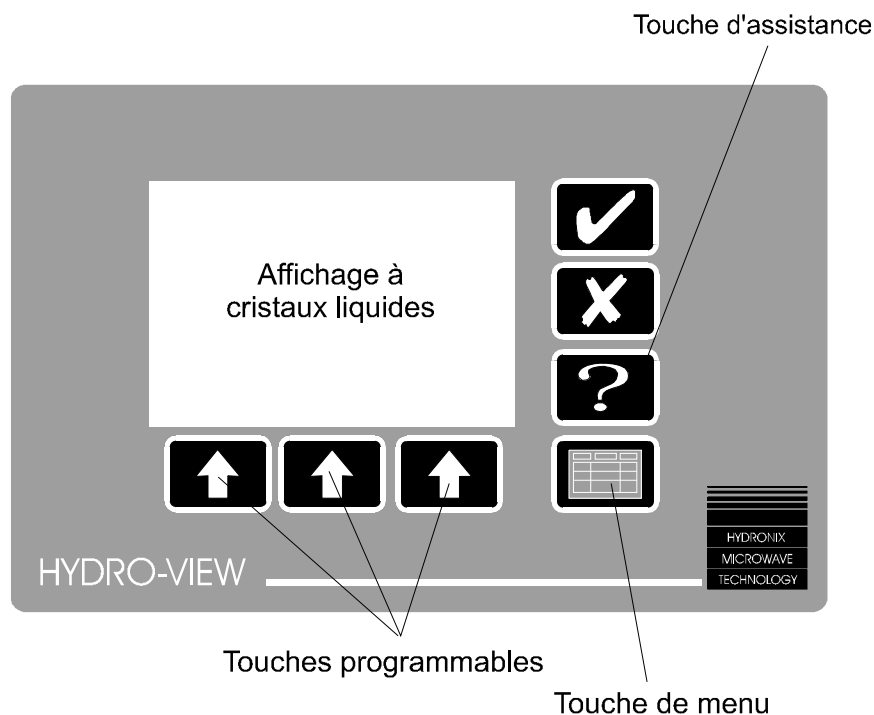 Touche d'assistance
Affichage à
cristaux liquides
?
HYDRONIX
MICROWAVE
TECHNOLOGY
HYDRO-VIEW
Touches programmables
Touche de menu